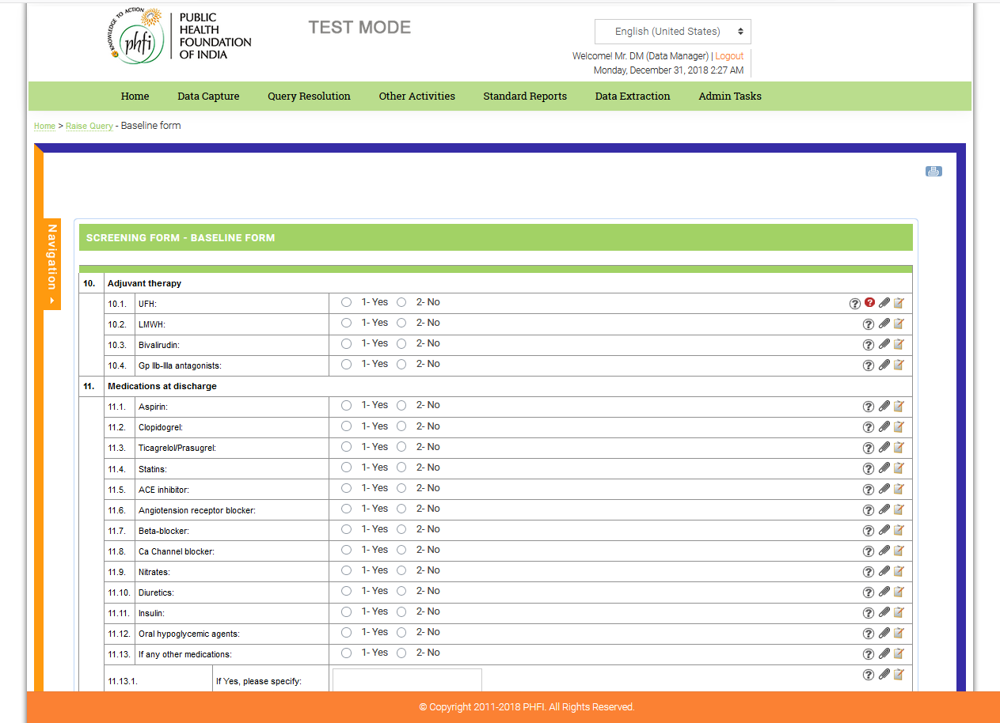 KNOWLEDGE TO ACTION
phfi
PUBLIC
HEALTH
FOUNDATION
OF INDIA
TEST MODE
English (United States)
Welcome! Mr. DM (Data Manager) | Logout
Monday, December 31, 2018 2:27 AM
Home Data Capture Query Resolution Other Activities Standard Reports Data Extraction Admin Tasks
Home > Raise Query - Baseline form
Navigation
SCREENING FORM - BASELINE FORM
10. Adjuvant therapy
10.1. UFH: 1- Yes 2- No
10.2. LMWH: 1- Yes 2- No
10.3. Bivalirudin: 1- Yes 2- No
10.4. Gp IIb-IIIa antagonists: 1- Yes 2- No
11. Medications at discharge
11.1. Aspirin: 1- Yes 2- No
11.2. Clopidogrel: 1- Yes 2- No
11.3. Ticagrelol/Prasugrel: 1- Yes 2- No
11.4. Statins: 1- Yes 2- No
11.5. ACE inhibitor: 1- Yes 2- No
11.6. Angiotension receptor blocker: 1- Yes 2- No
11.7. Beta-blocker: 1- Yes 2- No
11.8. Ca Channel blocker: 1- Yes 2- No
11.9. Nitrates: 1- Yes 2- No
11.10. Diuretics: 1- Yes 2- No
11.11. Insulin: 1- Yes 2- No
11.12. Oral hypoglycemic agents: 1- Yes 2- No
11.13. If any other medications: 1- Yes 2- No
11.13.1. If Yes, please specify:
© Copyright 2011-2018 PHFI. All Rights Reserved.